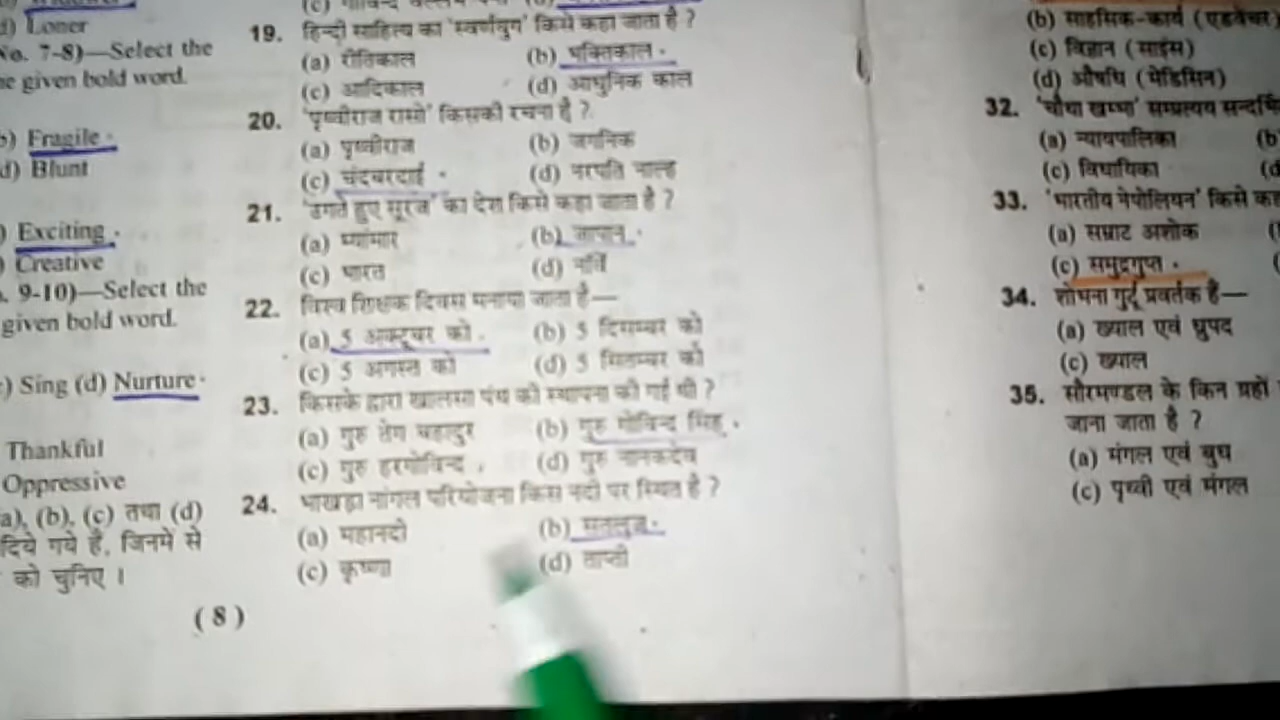 d) Loner
No. 7-8)—Select the
given bold word.
Fragile
d) Blunt
Exciting
Creative
9-10)—Select the
given bold word.
Sing (d) Nurture
Thankful
Oppressive
(a), (b), (c) तथा (d)
दिये गये हैं, जिनमे से
को चुनिए ।
(8)
19. हिन्दी साहित्य का 'स्वर्णयुग' किसे कहा जाता है ?
(a) रीतिकाल (b) भक्तिकाल
(c) आदिकाल (d) आधुनिक काल
20. 'पृथ्वीराज रासो' किसकी रचना है ?
(a) पृथ्वीराज (b) जगनिक
(c) चंदबरदाई (d) नरपति नाल्ह
21. 'उगते हुए सूरज' का देश किसे कहा जाता है ?
(a) म्यांमार (b) जापान
(c) भारत (d) नार्वे
22. विश्व शिक्षक दिवस मनाया जाता है—
(a) 5 अक्टूबर को (b) 5 दिसम्बर को
(c) 5 अगस्त को (d) 5 सितम्बर को
23. किसके द्वारा खालसा पंथ की स्थापना की गई थी ?
(a) गुरु तेग बहादुर (b) गुरु गोविन्द सिंह
(c) गुरु हरगोविन्द (d) गुरु नानकदेव
24. भाखड़ा नांगल परियोजना किस नदी पर स्थित है ?
(a) महानदी (b) सतलुज
(c) कृष्णा (d) ताप्ती
(b) साहसिक-कार्य (एडवेंचर)
(c) विज्ञान (साइंस)
(d) औषधि (मेडिसिन)
32. 'चौथा खम्भा' सम्प्रत्यय
(a) न्यायपालिका (b
(c) विधायिका (d
33. 'भारतीय नेपोलियन' किसे
(a) सम्राट अशोक
(c) समुद्रगुप्त
34. शोभना गुर्टू प्रवर्तक है—
(a) ख्याल एवं ध्रुपद
(c) ख्याल
35. सौरमण्डल के किन ग्रहों
जाना जाता है ?
(a) मंगल एवं बुध
(c) पृथ्वी एवं मंगल